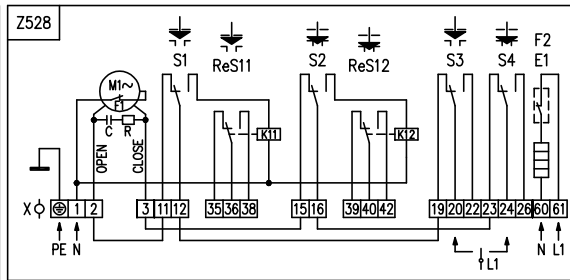 Z528
S1 S2 S3 S4 F2
ReS11 ReS12 E1
M1~
F1
C R
K11 K12
OPEN CLOSE
X 1 2 3 11 12 35 36 38 15 16 39 40 42 19 20 22 23 24 26 60 61
PE N L1 N L1